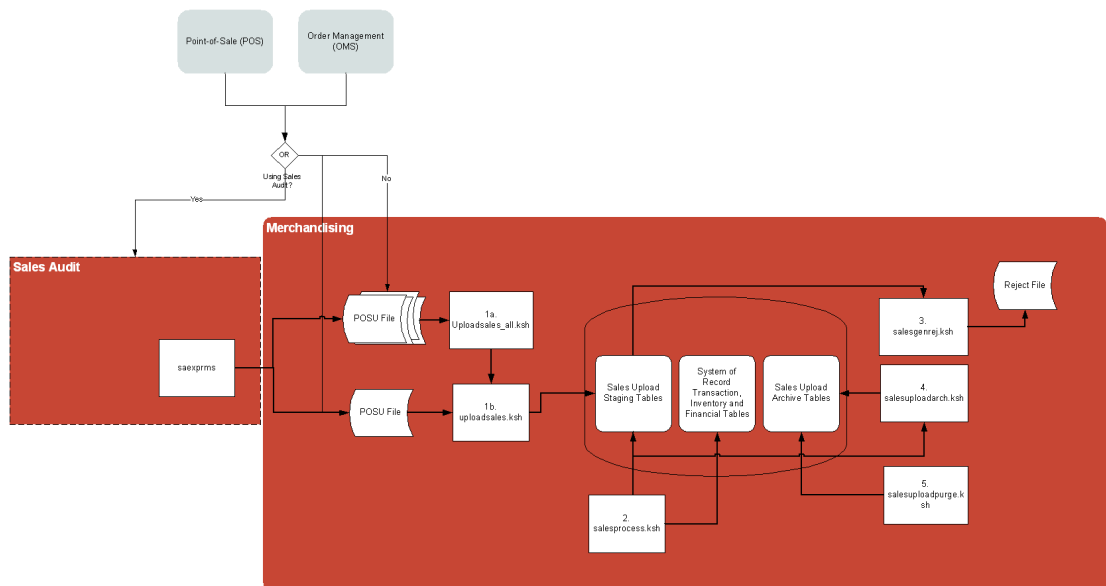 Point-of-Sale (POS)
Order Management
(OMS)
OR
Using Sales
Audit?
No
Yes
Merchandising
Sales Audit
Reject File
POSU File
1a.
Uploadsales_all.ksh
3.
salesgenrej.ksh
saexprms
Sales Upload
Staging Tables
System of
Record
Transaction,
Inventory and
Financial Tables
Sales Upload
Archive Tables
4.
salesuploadarch.ksh
POSU File
1b.
uploadsales.ksh
2.
salesprocess.ksh
5.
salesuploadpurge.k
sh